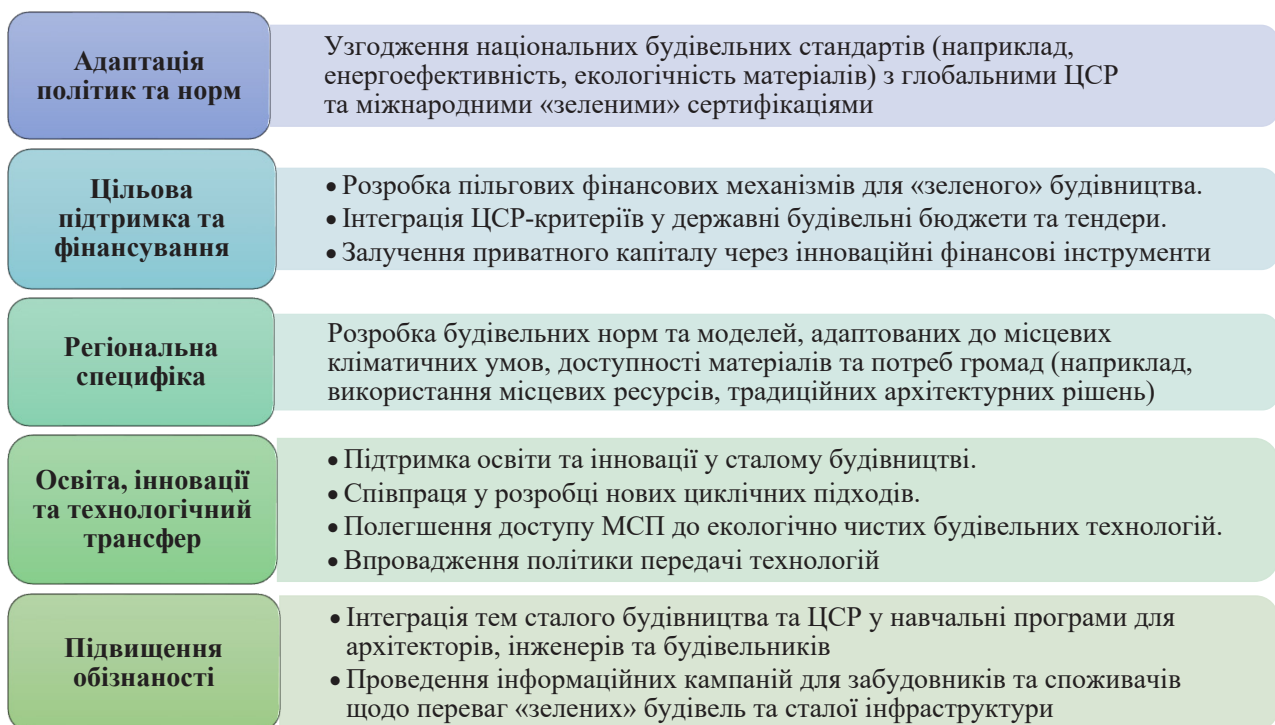 Адаптація
політик та норм
Узгодження національних будівельних стандартів (наприклад,
енергоефективність, екологічність матеріалів) з глобальними ЦСР
та міжнародними «зеленими» сертифікаціями
Цільова
підтримка та
фінансування
• Розробка пільгових фінансових механізмів для «зеленого» будівництва.
• Інтеграція ЦСР-критеріїв у державні будівельні бюджети та тендери.
• Залучення приватного капіталу через інноваційні фінансові інструменти
Регіональна
специфіка
Розробка будівельних норм та моделей, адаптованих до місцевих
кліматичних умов, доступності матеріалів та потреб громад (наприклад,
використання місцевих ресурсів, традиційних архітектурних рішень)
Освіта, інновації
та технологічний
трансфер
• Підтримка освіти та інновації у сталому будівництві.
• Співпраця у розробці нових циклічних підходів.
• Полегшення доступу МСП до екологічно чистих будівельних технологій.
• Впровадження політики передачі технологій
Підвищення
обізнаності
• Інтеграція тем сталого будівництва та ЦСР у навчальні програми для
архітекторів, інженерів та будівельників
• Проведення інформаційних кампаній для забудовників та споживачів
щодо переваг «зелених» будівель та сталої інфраструктури